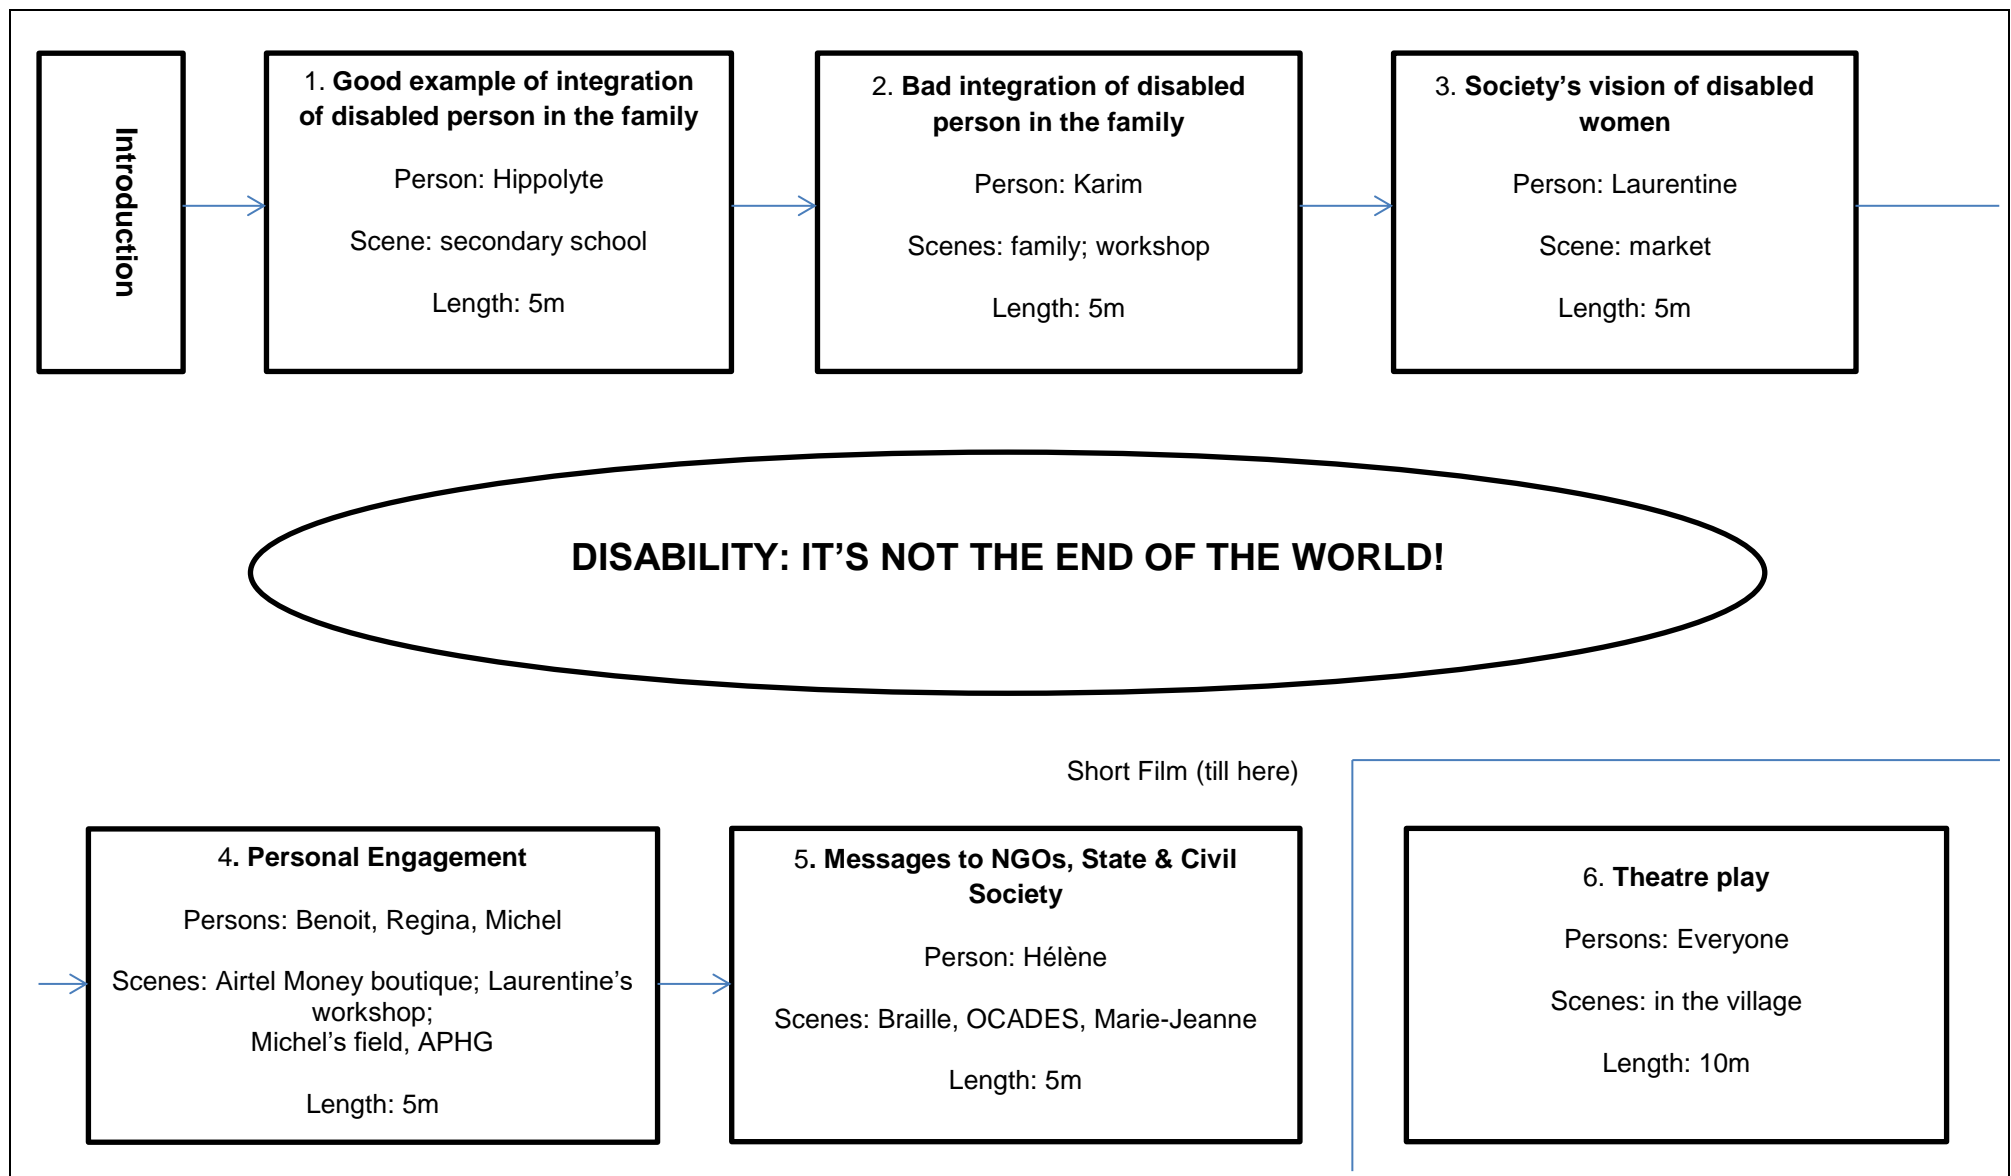 Introduction
1. Good example of integration
of disabled person in the family
Person: Hippolyte
Scene: secondary school
Length: 5m
2. Bad integration of disabled
person in the family
Person: Karim
Scenes: family; workshop
Length: 5m
3. Society’s vision of disabled
women
Person: Laurentine
Scene: market
Length: 5m
DISABILITY: IT’S NOT THE END OF THE WORLD!
Short Film (till here)
4. Personal Engagement
Persons: Benoit, Regina, Michel
Scenes: Airtel Money boutique; Laurentine’s
workshop;
Michel’s field, APHG
Length: 5m
5. Messages to NGOs, State & Civil
Society
Person: Hélène
Scenes: Braille, OCADES, Marie-Jeanne
Length: 5m
6. Theatre play
Persons: Everyone
Scenes: in the village
Length: 10m